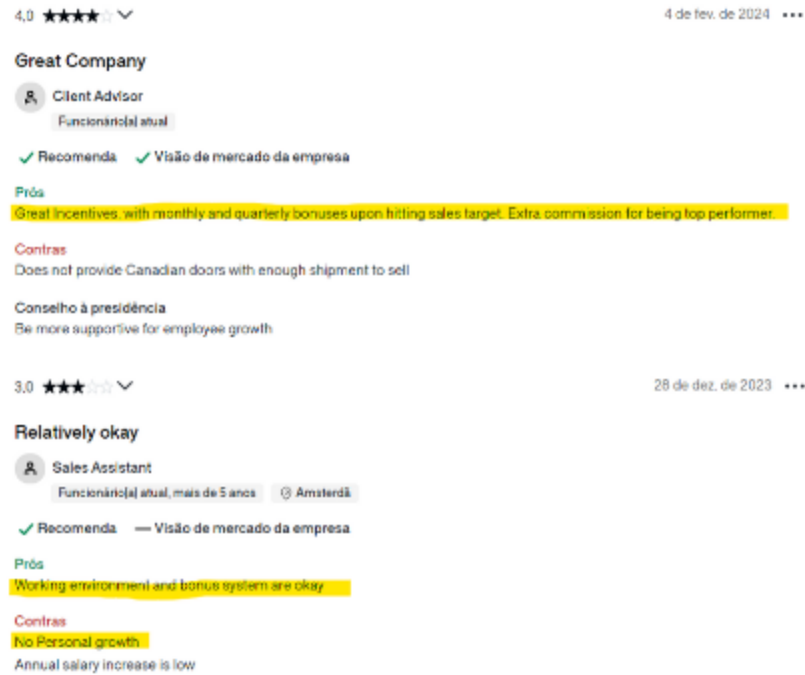 4,0 ★★★★☆
4 de fev. de 2024 •••
Great Company
Client Advisor
Funcionário(a) atual
Recomenda Visão de mercado da empresa
Prós
Great Incentives, with monthly and quarterly bonuses upon hitting sales target. Extra commission for being top performer.
Contras
Does not provide Canadian doors with enough shipment to sell
Conselho à presidência
Be more supportive for employee growth
3,0 ★★★☆☆
28 de dez. de 2023 •••
Relatively okay
Sales Assistant
Funcionário(a) atual, mais de 5 anos Amsterdã
Recomenda — Visão de mercado da empresa
Prós
Working environment and bonus system are okay
Contras
No Personal growth
Annual salary increase is low